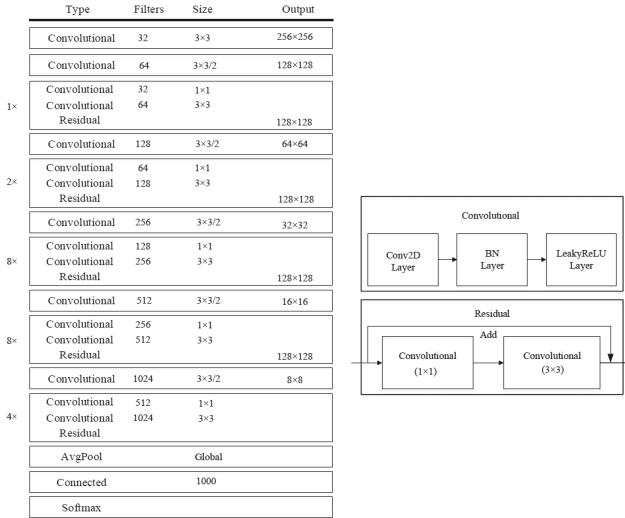 Type Filters Size Output
Convolutional 32 3×3 256×256
Convolutional 64 3×3/2 128×128
Convolutional 32 1×1
1× Convolutional 64 3×3
Residual 128×128
Convolutional 128 3×3/2 64×64
Convolutional 64 1×1
2× Convolutional 128 3×3
Residual 128×128
Convolutional 256 3×3/2 32×32
Convolutional 128 1×1
8× Convolutional 256 3×3
Residual 128×128
Convolutional 512 3×3/2 16×16
Convolutional 256 1×1
8× Convolutional 512 3×3
Residual 128×128
Convolutional 1024 3×3/2 8×8
Convolutional 512 1×1
4× Convolutional 1024 3×3
Residual
AvgPool Global
Connected 1000
Softmax
Convolutional
Conv2D Layer
BN Layer
LeakyReLU Layer
Residual
Add
Convolutional (1×1)
Convolutional (3×3)